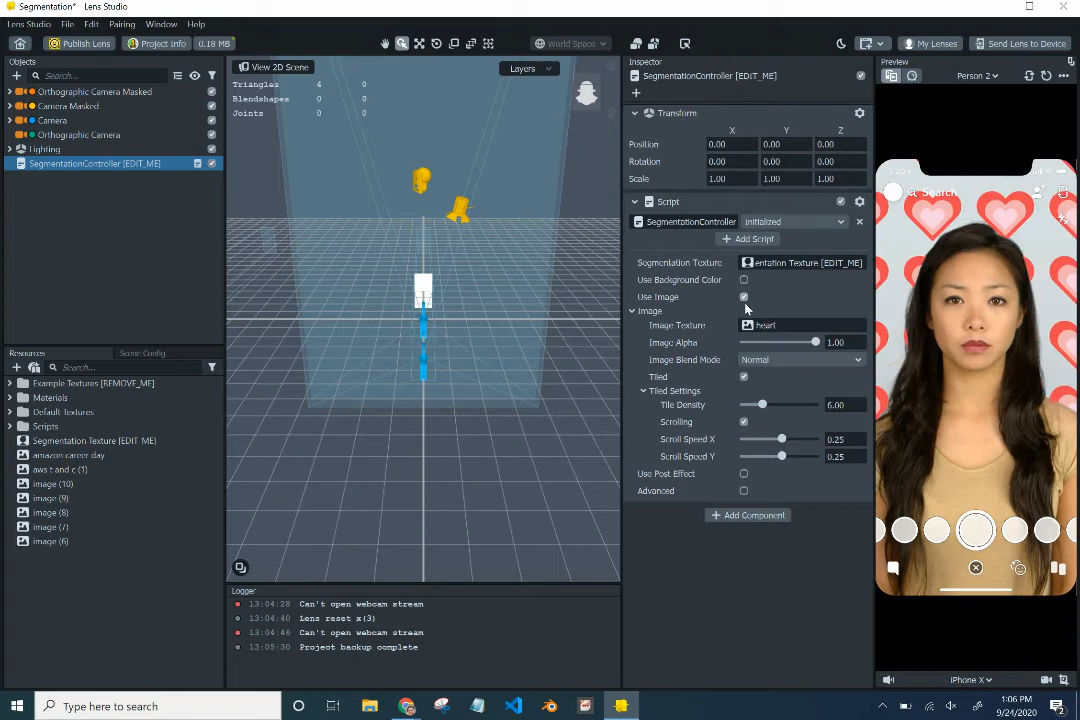 Segmentation* Lens Studio
Lens Studio File Edit Pairing Window Help
Publish Lens Project Info 0.18 MB World Space My Lenses Send Lens to Device
Objects
Search...
Orthographic Camera Masked
Camera Masked
Camera
Orthographic Camera
Lighting
SegmentationController [EDIT_ME]
Resources Scene Config
Search...
Example Textures [REMOVE_ME]
Materials
Default Textures
Scripts
Segmentation Texture [EDIT_ME]
amazon career day
aws t and c (1)
image (10)
image (9)
image (8)
image (7)
image (6)
View 2D Scene Layers
Triangles 4 0
Blendshapes 0 0
Joints 0 0
Logger
13:04:28 Can't open webcam stream
13:04:40 Lens reset x(3)
13:04:46 Can't open webcam stream
13:05:30 Project backup complete
Inspector
SegmentationController [EDIT_ME]
Transform
X Y Z
Position 0.00 0.00 0.00
Rotation 0.00 0.00 0.00
Scale 1.00 1.00 1.00
Script
SegmentationController Initialized
Add Script
Segmentation Texture entation Texture [EDIT_ME]
Use Background Color
Use Image
Image
Image Texture heart
Image Alpha 1.00
Image Blend Mode Normal
Tiled
Tiled Settings
Tile Density 6.00
Scrolling
Scroll Speed X 0.25
Scroll Speed Y 0.25
Use Post Effect
Advanced
Add Component
Preview
Person 2
Search
iPhone X
Type here to search
1:06 PM
9/24/2020
2